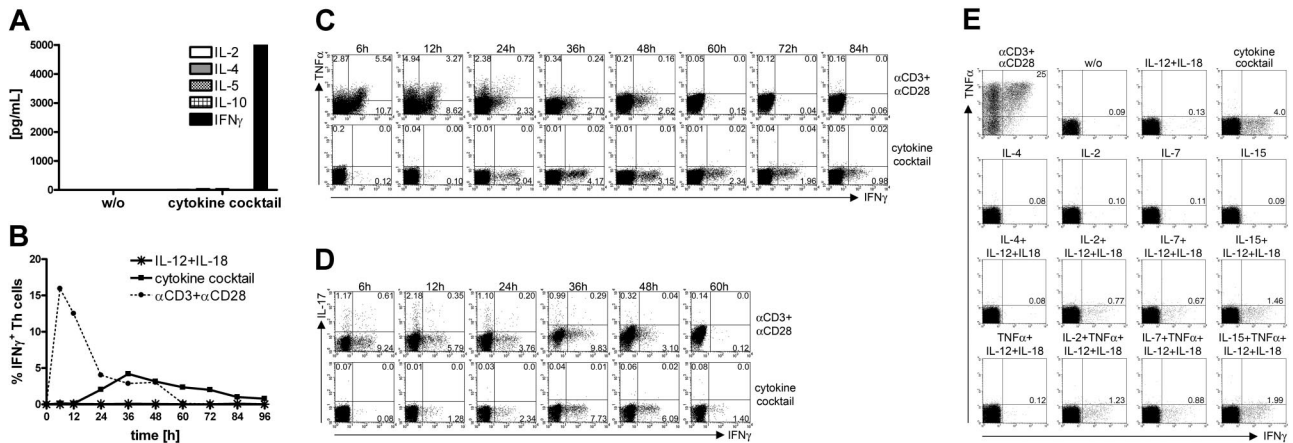 A
[pg/mL]
5000
4000
3000
2000
1000
0
IL-2
IL-4
IL-5
IL-10
IFNγ
w/o cytokine cocktail
B
% IFNγ+ Th cells
20
15
10
5
0
IL-12+IL-18
cytokine cocktail
αCD3+αCD28
0 12 24 36 48 60 72 84 96
time [h]
C
TNFα
6h 12h 24h 36h 48h 60h 72h 84h
2.87 5.54 4.94 3.27 2.38 0.72 0.34 0.24 0.21 0.16 0.05 0.0 0.12 0.0 0.16 0.0
αCD3+
αCD28
10.7 8.62 2.33 2.70 2.62 0.15 0.04 0.06
0.2 0.0 0.04 0.00 0.01 0.0 0.01 0.02 0.01 0.01 0.01 0.02 0.04 0.04 0.05 0.02
cytokine
cocktail
0.12 0.10 2.04 4.17 3.15 2.34 1.96 0.98
IFNγ
D
IL-17
6h 12h 24h 36h 48h 60h
1.17 0.61 2.18 0.35 1.10 0.20 0.99 0.29 0.32 0.04 0.14 0.0
αCD3+
αCD28
9.24 5.79 3.76 9.83 3.10 0.12
0.07 0.0 0.01 0.0 0.03 0.0 0.04 0.04 0.06 0.02 0.08 0.0
cytokine
cocktail
0.08 1.28 2.34 7.73 6.09 1.40
IFNγ
E
TNFα
αCD3+
αCD28
w/o
IL-12+IL-18
cytokine
cocktail
25
0.09 0.13 4.0
IL-4 IL-2 IL-7 IL-15
0.08 0.10 0.11 0.09
IL-4+ IL-2+ IL-7+ IL-15+
IL-12+IL18 IL-12+IL-18 IL-12+IL-18 IL-12+IL-18
0.08 0.77 0.67 1.46
TNFα+ IL-2+TNFα+ IL-7+TNFα+ IL-15+TNFα+
IL-12+IL-18 IL-12+IL-18 IL-12+IL-18 IL-12+IL-18
0.12 1.23 0.88 1.99
IFNγ